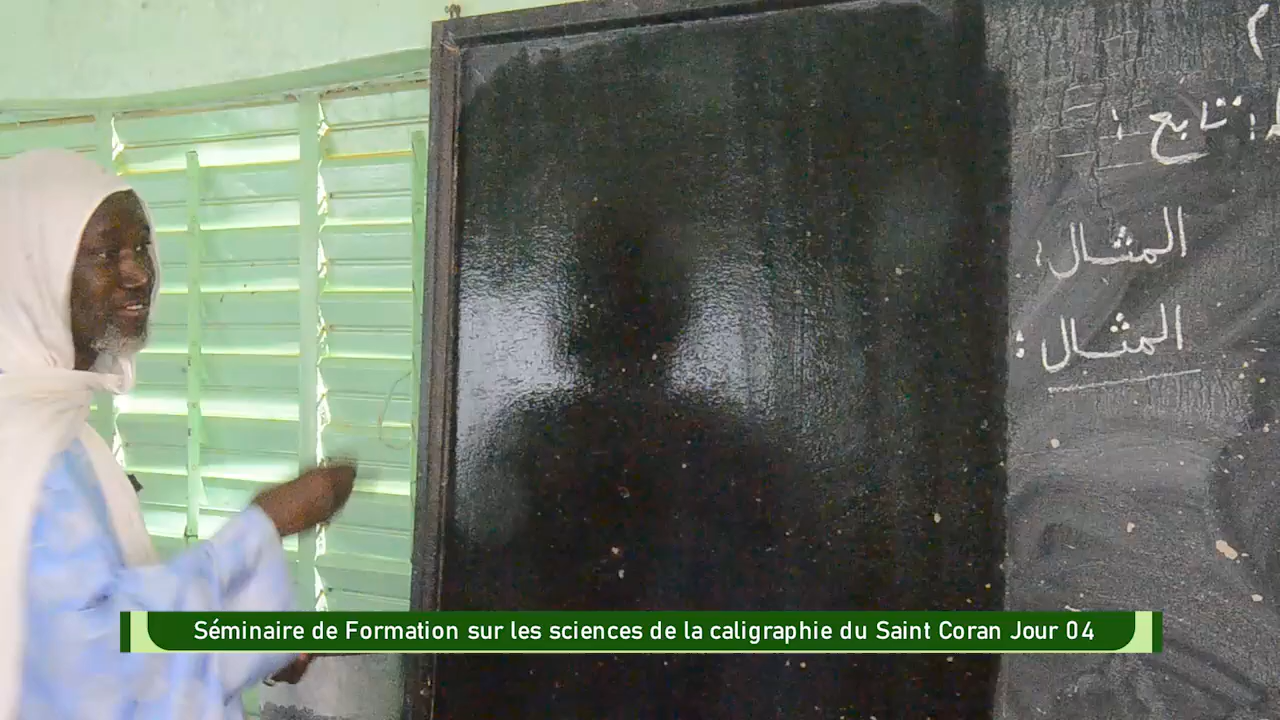 تابع :
المثال :
المثال :
Séminaire de Formation sur les sciences de la caligraphie du Saint Coran Jour 04